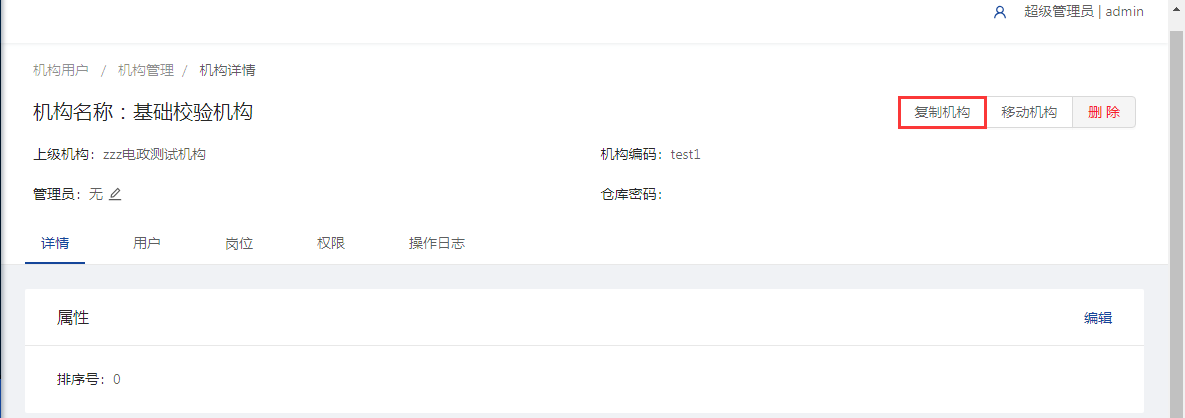 超级管理员 | admin
机构用户 / 机构管理 / 机构详情
机构名称：基础校验机构
复制机构 移动机构 删 除
上级机构：zzz电政测试机构 机构编码：test1
管理员：无 仓库密码：
详情 用户 岗位 权限 操作日志
属性 编辑
排序号：0